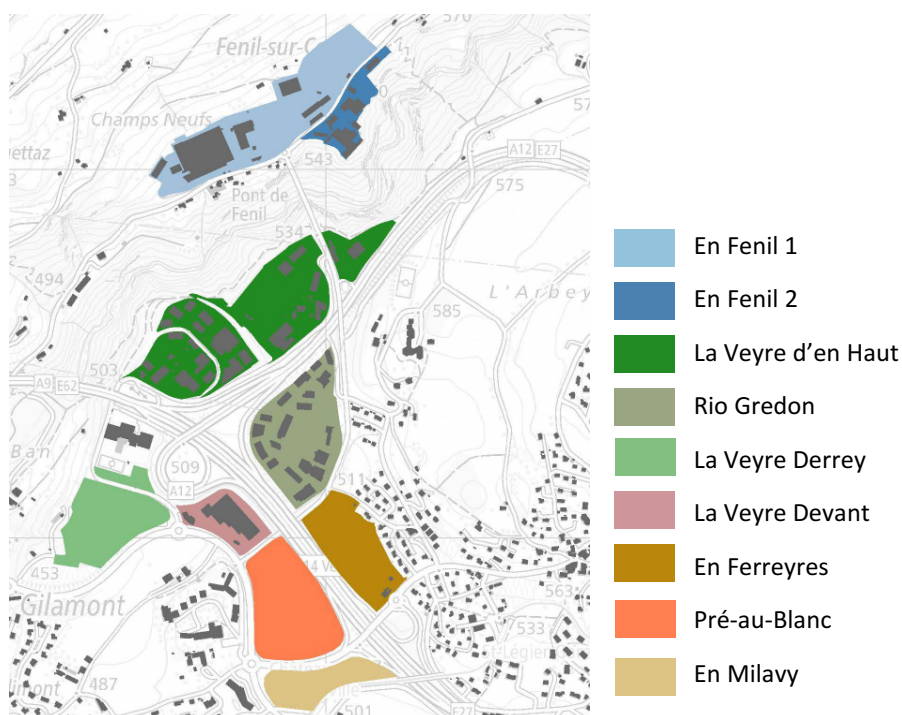 570
Fenil-sur-C
Champs Neufs
543
A12 E27
575
Pont de
Fenil
534
494
L'Arbey
585
503
A9 E62
509
511
A12
453
Gilamont
563
533
487
501
E27
En Fenil 1
En Fenil 2
La Veyre d'en Haut
Rio Gredon
La Veyre Derrey
La Veyre Devant
En Ferreyres
Pré-au-Blanc
En Milavy